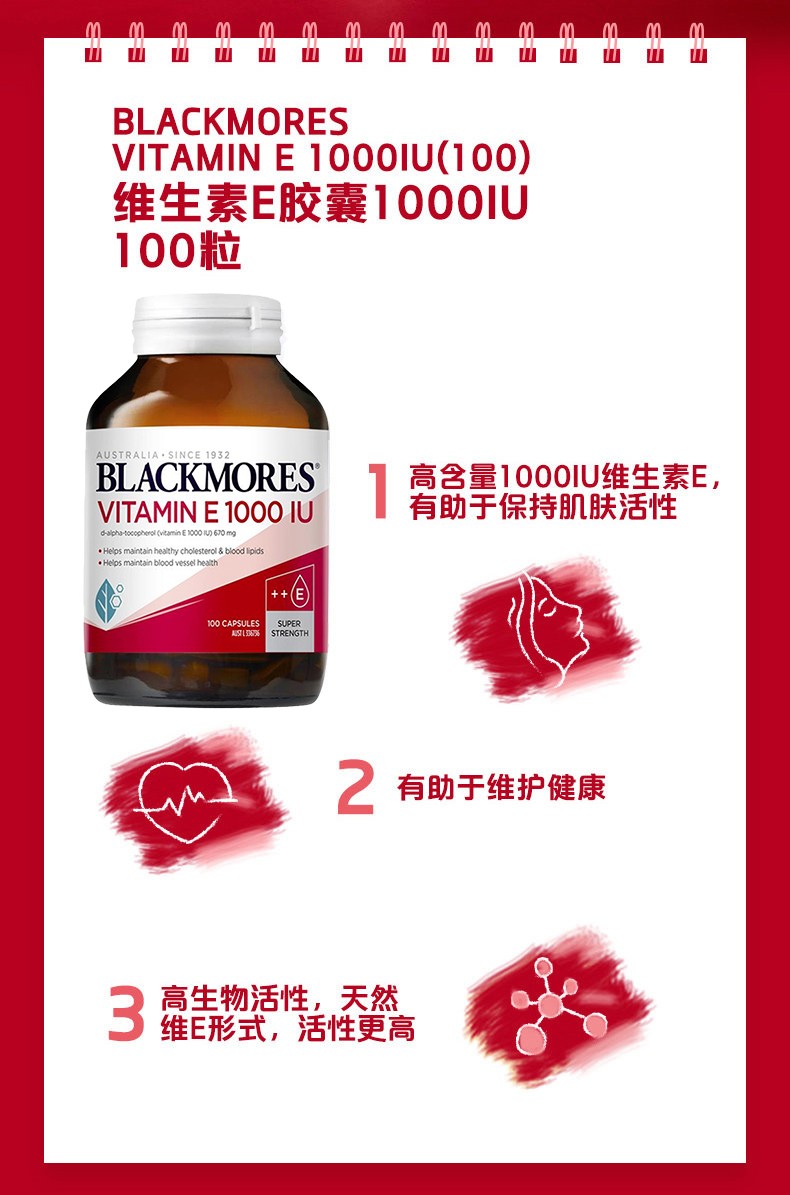 BLACKMORES
VITAMIN E 1000IU(100)
维生素E胶囊1000IU
100粒
AUSTRALIA • SINCE 1932
BLACKMORES®
VITAMIN E 1000 IU
d-alpha-tocopherol (vitamin E 1000 IU) 670 mg
• Helps maintain healthy cholesterol & blood lipids
• Helps maintain blood vessel health
++ E
100 CAPSULES
AUST L 336736
SUPER
STRENGTH
1
高含量1000IU维生素E，
有助于保持肌肤活性
2
有助于维护健康
3
高生物活性，天然
维E形式，活性更高